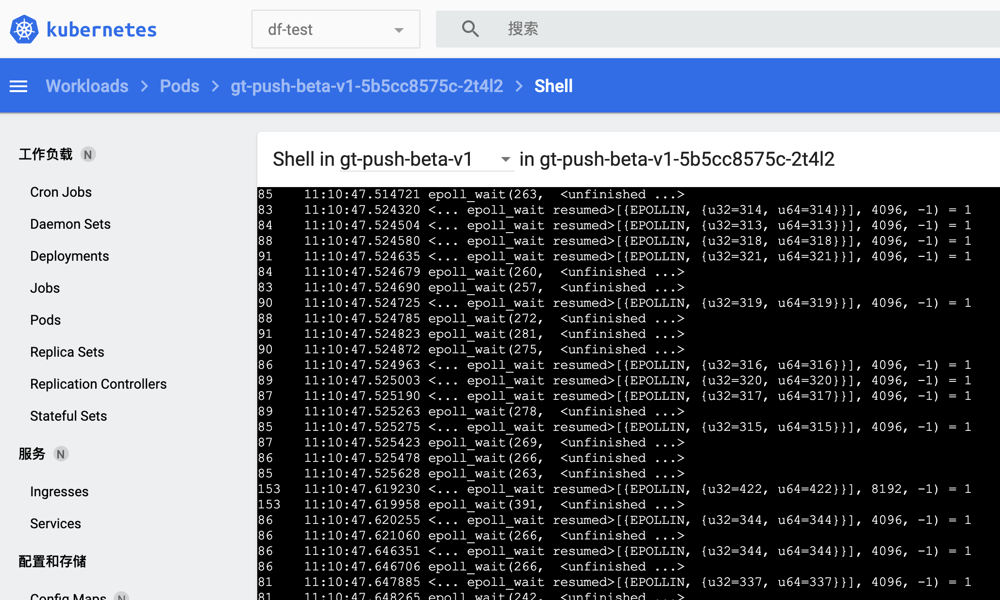 kubernetes
df-test
搜索
Workloads > Pods > gt-push-beta-v1-5b5cc8575c-2t4l2 > Shell
工作负载 N
Cron Jobs
Daemon Sets
Deployments
Jobs
Pods
Replica Sets
Replication Controllers
Stateful Sets
服务 N
Ingresses
Services
配置和存储
Config Maps N
Shell in gt-push-beta-v1 in gt-push-beta-v1-5b5cc8575c-2t4l2
85 11:10:47.514721 epoll_wait(263, <unfinished ...>
83 11:10:47.524320 <... epoll_wait resumed>[{EPOLLIN, {u32=314, u64=314}}], 4096, -1) = 1
84 11:10:47.524504 <... epoll_wait resumed>[{EPOLLIN, {u32=313, u64=313}}], 4096, -1) = 1
88 11:10:47.524580 <... epoll_wait resumed>[{EPOLLIN, {u32=318, u64=318}}], 4096, -1) = 1
91 11:10:47.524635 <... epoll_wait resumed>[{EPOLLIN, {u32=321, u64=321}}], 4096, -1) = 1
84 11:10:47.524679 epoll_wait(260, <unfinished ...>
83 11:10:47.524690 epoll_wait(257, <unfinished ...>
90 11:10:47.524725 <... epoll_wait resumed>[{EPOLLIN, {u32=319, u64=319}}], 4096, -1) = 1
88 11:10:47.524785 epoll_wait(272, <unfinished ...>
91 11:10:47.524823 epoll_wait(281, <unfinished ...>
90 11:10:47.524872 epoll_wait(275, <unfinished ...>
86 11:10:47.524963 <... epoll_wait resumed>[{EPOLLIN, {u32=316, u64=316}}], 4096, -1) = 1
89 11:10:47.525003 <... epoll_wait resumed>[{EPOLLIN, {u32=320, u64=320}}], 4096, -1) = 1
87 11:10:47.525190 <... epoll_wait resumed>[{EPOLLIN, {u32=317, u64=317}}], 4096, -1) = 1
89 11:10:47.525263 epoll_wait(278, <unfinished ...>
85 11:10:47.525275 <... epoll_wait resumed>[{EPOLLIN, {u32=315, u64=315}}], 4096, -1) = 1
87 11:10:47.525423 epoll_wait(269, <unfinished ...>
86 11:10:47.525478 epoll_wait(266, <unfinished ...>
85 11:10:47.525628 epoll_wait(263, <unfinished ...>
153 11:10:47.619230 <... epoll_wait resumed>[{EPOLLIN, {u32=422, u64=422}}], 8192, -1) = 1
153 11:10:47.619958 epoll_wait(391, <unfinished ...>
86 11:10:47.620255 <... epoll_wait resumed>[{EPOLLIN, {u32=344, u64=344}}], 4096, -1) = 1
86 11:10:47.621060 epoll_wait(266, <unfinished ...>
86 11:10:47.646351 <... epoll_wait resumed>[{EPOLLIN, {u32=344, u64=344}}], 4096, -1) = 1
86 11:10:47.646706 epoll_wait(266, <unfinished ...>
81 11:10:47.647885 <... epoll_wait resumed>[{EPOLLIN, {u32=337, u64=337}}], 4096, -1) = 1
81 11:10:47.648265 epoll_wait(242, <unfinished ...>